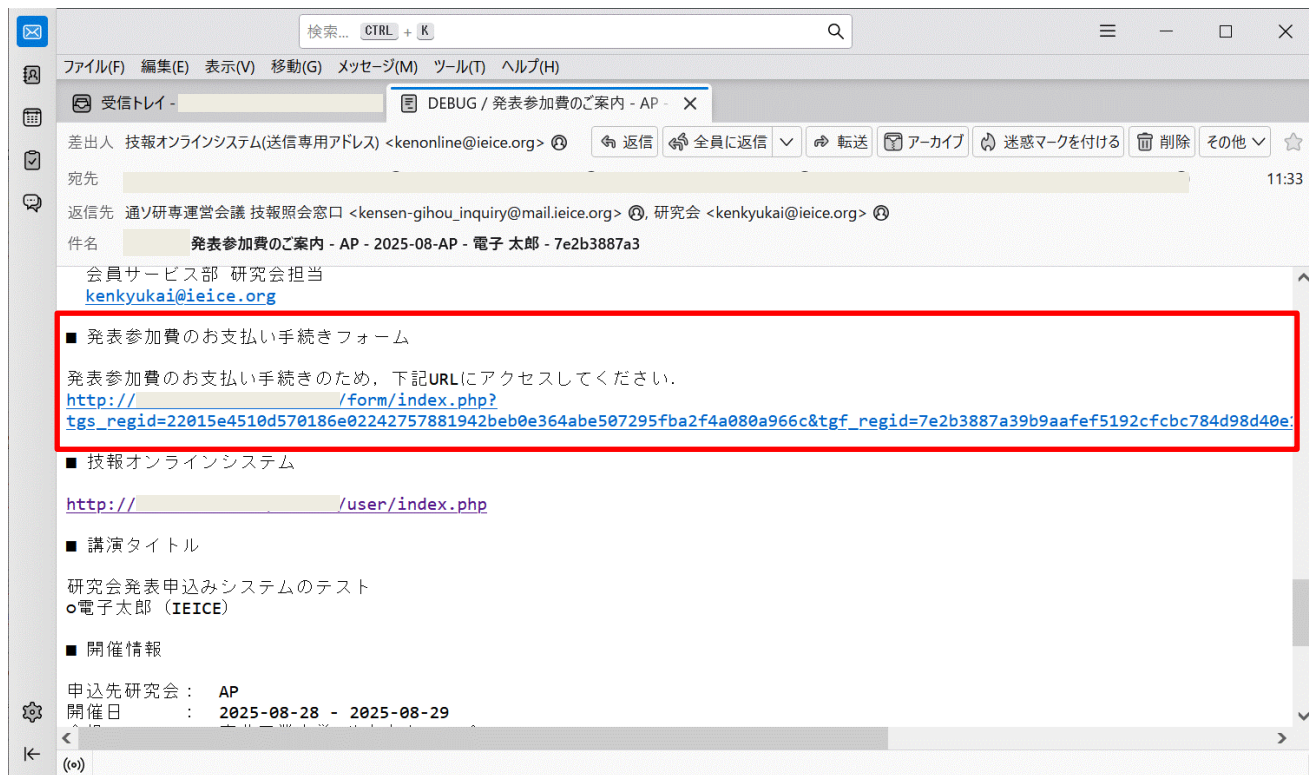 検索... CTRL + K
ファイル(F) 編集(E) 表示(V) 移動(G) メッセージ(M) ツール(T) ヘルプ(H)
受信トレイ -
DEBUG / 発表参加費のご案内 - AP -
差出人 技報オンラインシステム(送信専用アドレス) <kenonline@ieice.org>
返信 全員に返信 転送 アーカイブ 迷惑マークを付ける 削除 その他
宛先
11:33
返信先 通ソ研専運営会議 技報照会窓口 <kensen-gihou_inquiry@mail.ieice.org> , 研究会 <kenkyukai@ieice.org>
件名 発表参加費のご案内 - AP - 2025-08-AP - 電子 太郎 - 7e2b3887a3
会員サービス部 研究会担当
kenkyukai@ieice.org
■ 発表参加費のお支払い手続きフォーム
発表参加費のお支払い手続きのため，下記URLにアクセスしてください．
http:// /form/index.php?
tgs_regid=22015e4510d570186e02242757881942beb0e364abe507295fba2f4a080a966c&tgf_regid=7e2b3887a39b9aafef5192cfcbc784d98d40e
■ 技報オンラインシステム
http:// /user/index.php
■ 講演タイトル
研究会発表申込みシステムのテスト
○電子太郎（IEICE）
■ 開催情報
申込先研究会： AP
開催日 ： 2025-08-28 - 2025-08-29